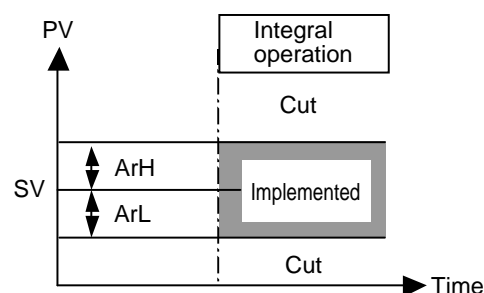 PV
Integral
operation
Cut
ArH
SV
Implemented
ArL
Cut
Time